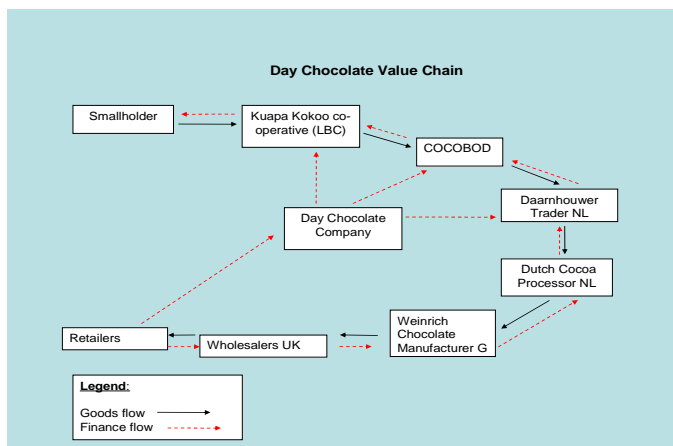 Day Chocolate Value Chain
Smallholder
Kuapa Kokoo co-
operative (LBC)
COCOBOD
Daarnhouwer
Trader NL
Day Chocolate
Company
Dutch Cocoa
Processor NL
Weinrich
Chocolate
Manufacturer G
Retailers
Wholesalers UK
Legend:
Goods flow
Finance flow